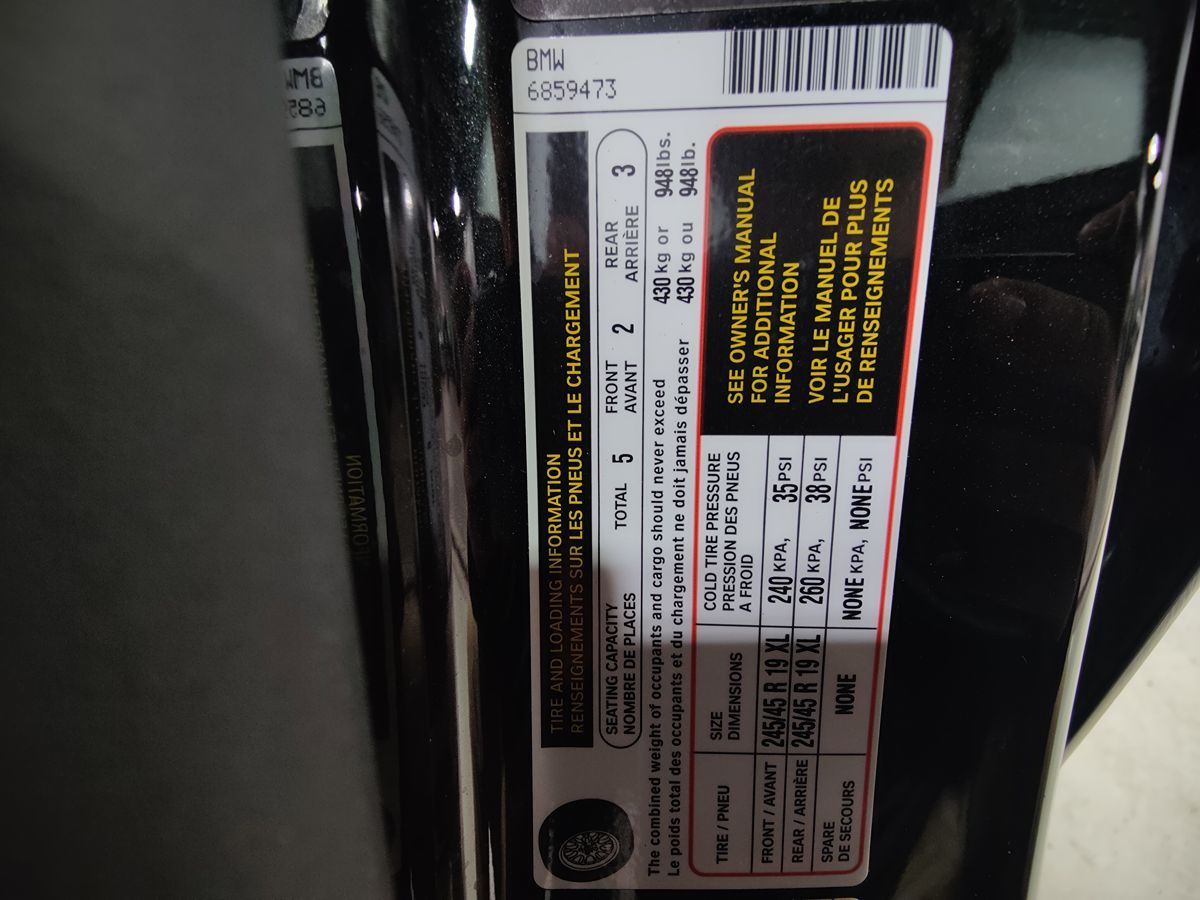 BMW
6859473
TIRE AND LOADING INFORMATION
RENSEIGNEMENTS SUR LES PNEUS ET LE CHARGEMENT
SEATING CAPACITY TOTAL 5 FRONT 2 REAR 3
NOMBRE DE PLACES AVANT ARRIÈRE
The combined weight of occupants and cargo should never exceed 430 kg or 948 lbs.
Le poids total des occupants et du chargement ne doit jamais dépasser 430 kg ou 948 lb.
TIRE / PNEU
SIZE
DIMENSIONS
COLD TIRE PRESSURE
PRESSION DES PNEUS
A FROID
FRONT / AVANT 245/45 R 19 XL 240 KPA, 35 PSI
REAR / ARRIÈRE 245/45 R 19 XL 260 KPA, 38 PSI
SPARE
DE SECOURS
NONE NONE KPA, NONE PSI
SEE OWNER'S MANUAL
FOR ADDITIONAL
INFORMATION
VOIR LE MANUEL DE
L'USAGER POUR PLUS
DE RENSEIGNEMENTS